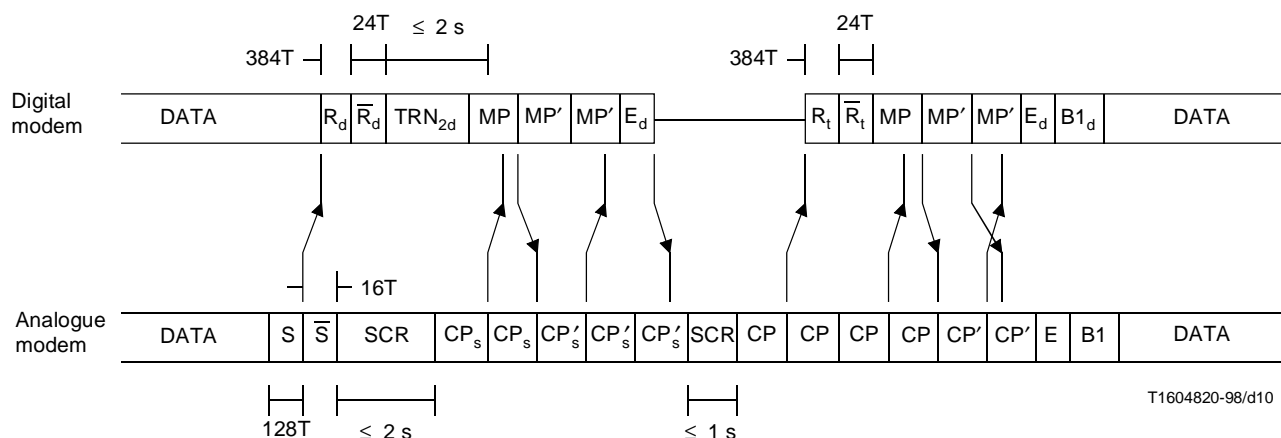 24T ≤ 2 s 24T
384T 384T
Digital modem
DATA R_d R̅_d TRN_2d MP MP′ MP′ E_d R_t R̅_t MP MP′ MP′ E_d B1_d DATA
16T
Analogue modem
DATA S S̅ SCR CP_s CP_s CP′_s CP′_s CP′_s SCR CP CP CP CP CP′ CP′ E B1 DATA
T1604820-98/d10
128T ≤ 2 s ≤ 1 s